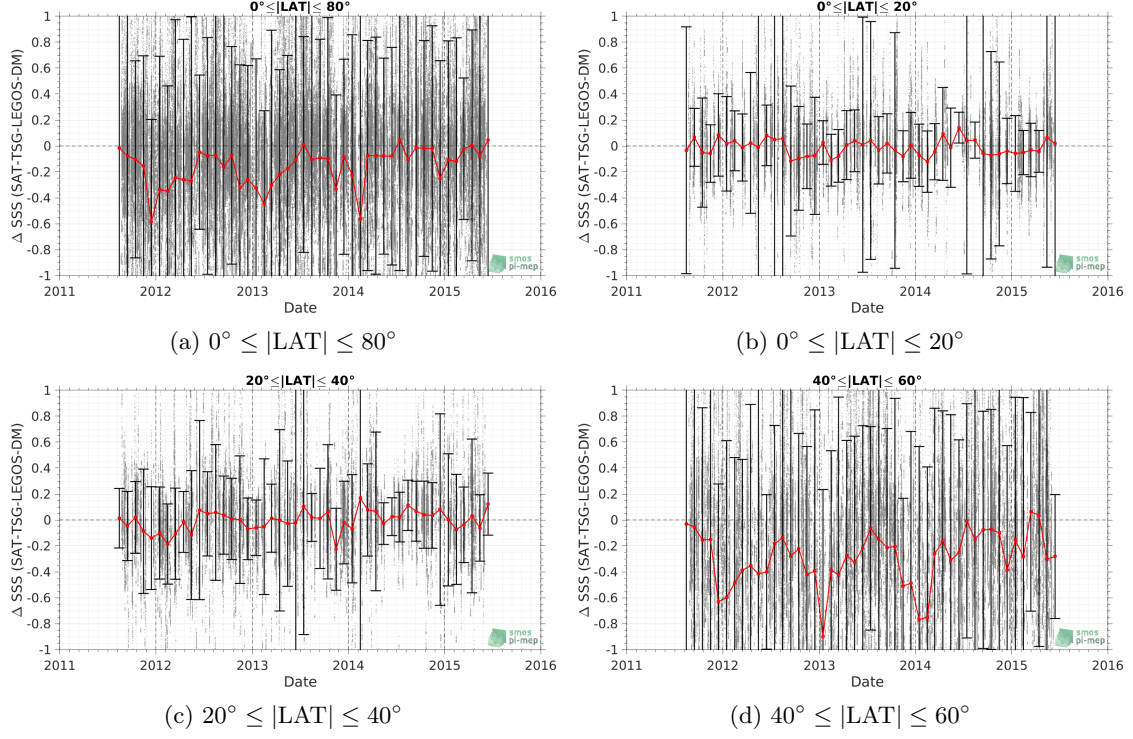 0°≤|LAT|≤ 80°
Δ SSS (SAT-TSG-LEGOS-DM)
1
0.8
0.6
0.4
0.2
0
-0.2
-0.4
-0.6
-0.8
-1
2011 2012 2013 2014 2015 2016
Date
smos
pi-mep
(a) 0° ≤ |LAT| ≤ 80°
0°≤|LAT|≤ 20°
Δ SSS (SAT-TSG-LEGOS-DM)
1
0.8
0.6
0.4
0.2
0
-0.2
-0.4
-0.6
-0.8
-1
2011 2012 2013 2014 2015 2016
Date
smos
pi-mep
(b) 0° ≤ |LAT| ≤ 20°
20°≤|LAT|≤ 40°
Δ SSS (SAT-TSG-LEGOS-DM)
1
0.8
0.6
0.4
0.2
0
-0.2
-0.4
-0.6
-0.8
-1
2011 2012 2013 2014 2015 2016
Date
smos
pi-mep
(c) 20° ≤ |LAT| ≤ 40°
40°≤|LAT|≤ 60°
Δ SSS (SAT-TSG-LEGOS-DM)
1
0.8
0.6
0.4
0.2
0
-0.2
-0.4
-0.6
-0.8
-1
2011 2012 2013 2014 2015 2016
Date
smos
pi-mep
(d) 40° ≤ |LAT| ≤ 60°